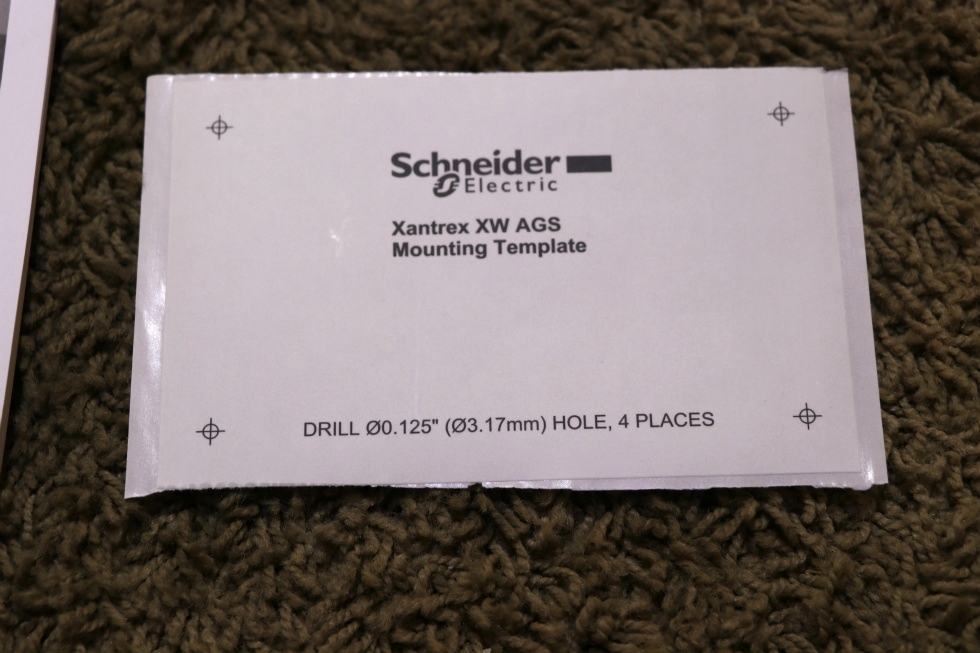 Schneider
Electric
Xantrex XW AGS
Mounting Template
DRILL Ø0.125" (Ø3.17mm) HOLE, 4 PLACES